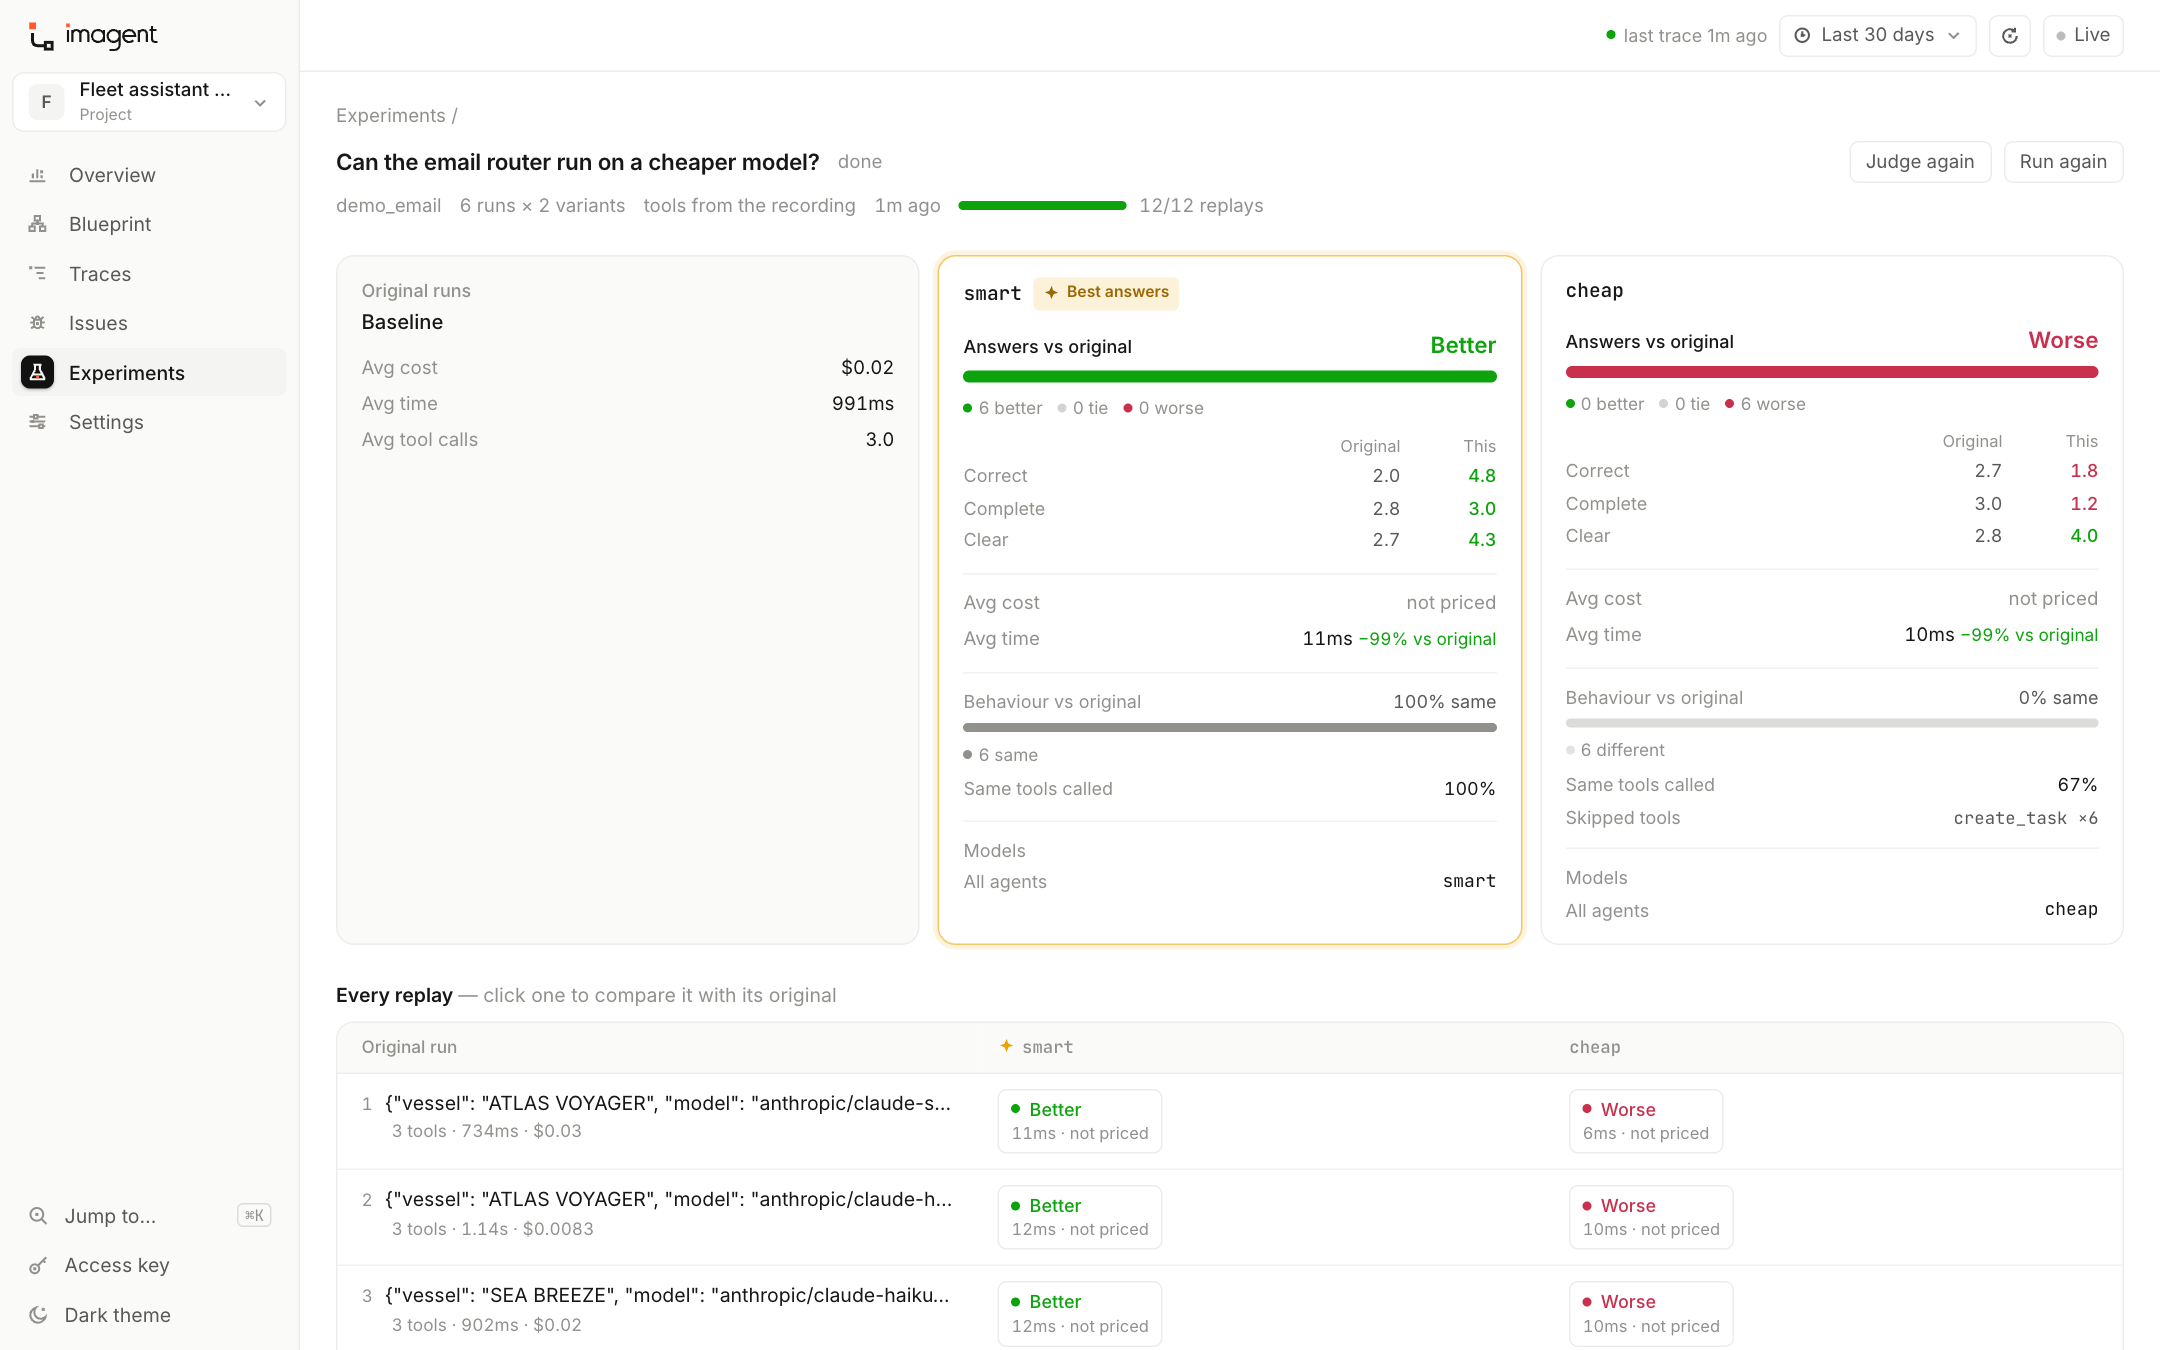 imagent
F
Fleet assistant ...
Project
Overview
Blueprint
Traces
Issues
Experiments
Settings
Jump to...
⌘K
Access key
Dark theme
last trace 1m ago
Last 30 days
Live
Experiments /
Can the email router run on a cheaper model? done
Judge again
Run again
demo_email 6 runs × 2 variants tools from the recording 1m ago 12/12 replays
Original runs
Baseline
Avg cost $0.02
Avg time 991ms
Avg tool calls 3.0
smart Best answers
Answers vs original Better
6 better 0 tie 0 worse
Original This
Correct 2.0 4.8
Complete 2.8 3.0
Clear 2.7 4.3
Avg cost not priced
Avg time 11ms −99% vs original
Behaviour vs original 100% same
6 same
Same tools called 100%
Models
All agents smart
cheap
Answers vs original Worse
0 better 0 tie 6 worse
Original This
Correct 2.7 1.8
Complete 3.0 1.2
Clear 2.8 4.0
Avg cost not priced
Avg time 10ms −99% vs original
Behaviour vs original 0% same
6 different
Same tools called 67%
Skipped tools create_task ×6
Models
All agents cheap
Every replay — click one to compare it with its original
Original run smart cheap
1 {"vessel": "ATLAS VOYAGER", "model": "anthropic/claude-s...
3 tools · 734ms · $0.03
Better
11ms · not priced
Worse
6ms · not priced
2 {"vessel": "ATLAS VOYAGER", "model": "anthropic/claude-h...
3 tools · 1.14s · $0.0083
Better
12ms · not priced
Worse
10ms · not priced
3 {"vessel": "SEA BREEZE", "model": "anthropic/claude-haiku...
3 tools · 902ms · $0.02
Better
12ms · not priced
Worse
10ms · not priced